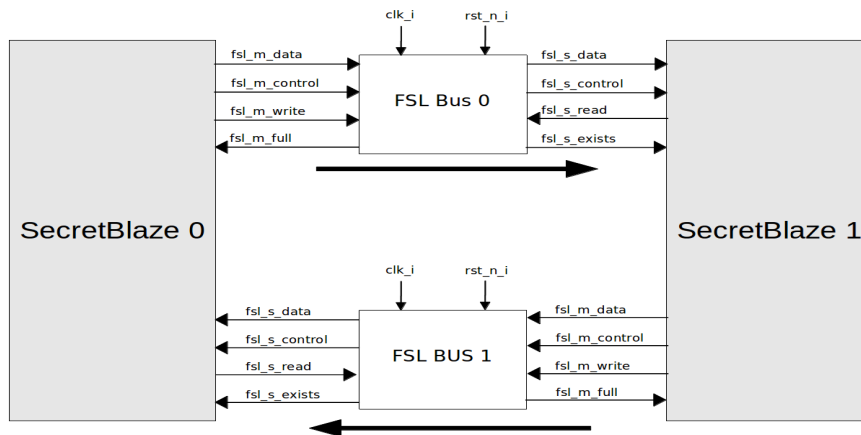 clk_i rst_n_i
fsl_m_data fsl_s_data
fsl_m_control FSL Bus 0 fsl_s_control
fsl_m_write fsl_s_read
fsl_m_full fsl_s_exists
SecretBlaze 0 SecretBlaze 1
clk_i rst_n_i
fsl_s_data fsl_m_data
fsl_s_control FSL BUS 1 fsl_m_control
fsl_s_read fsl_m_write
fsl_s_exists fsl_m_full